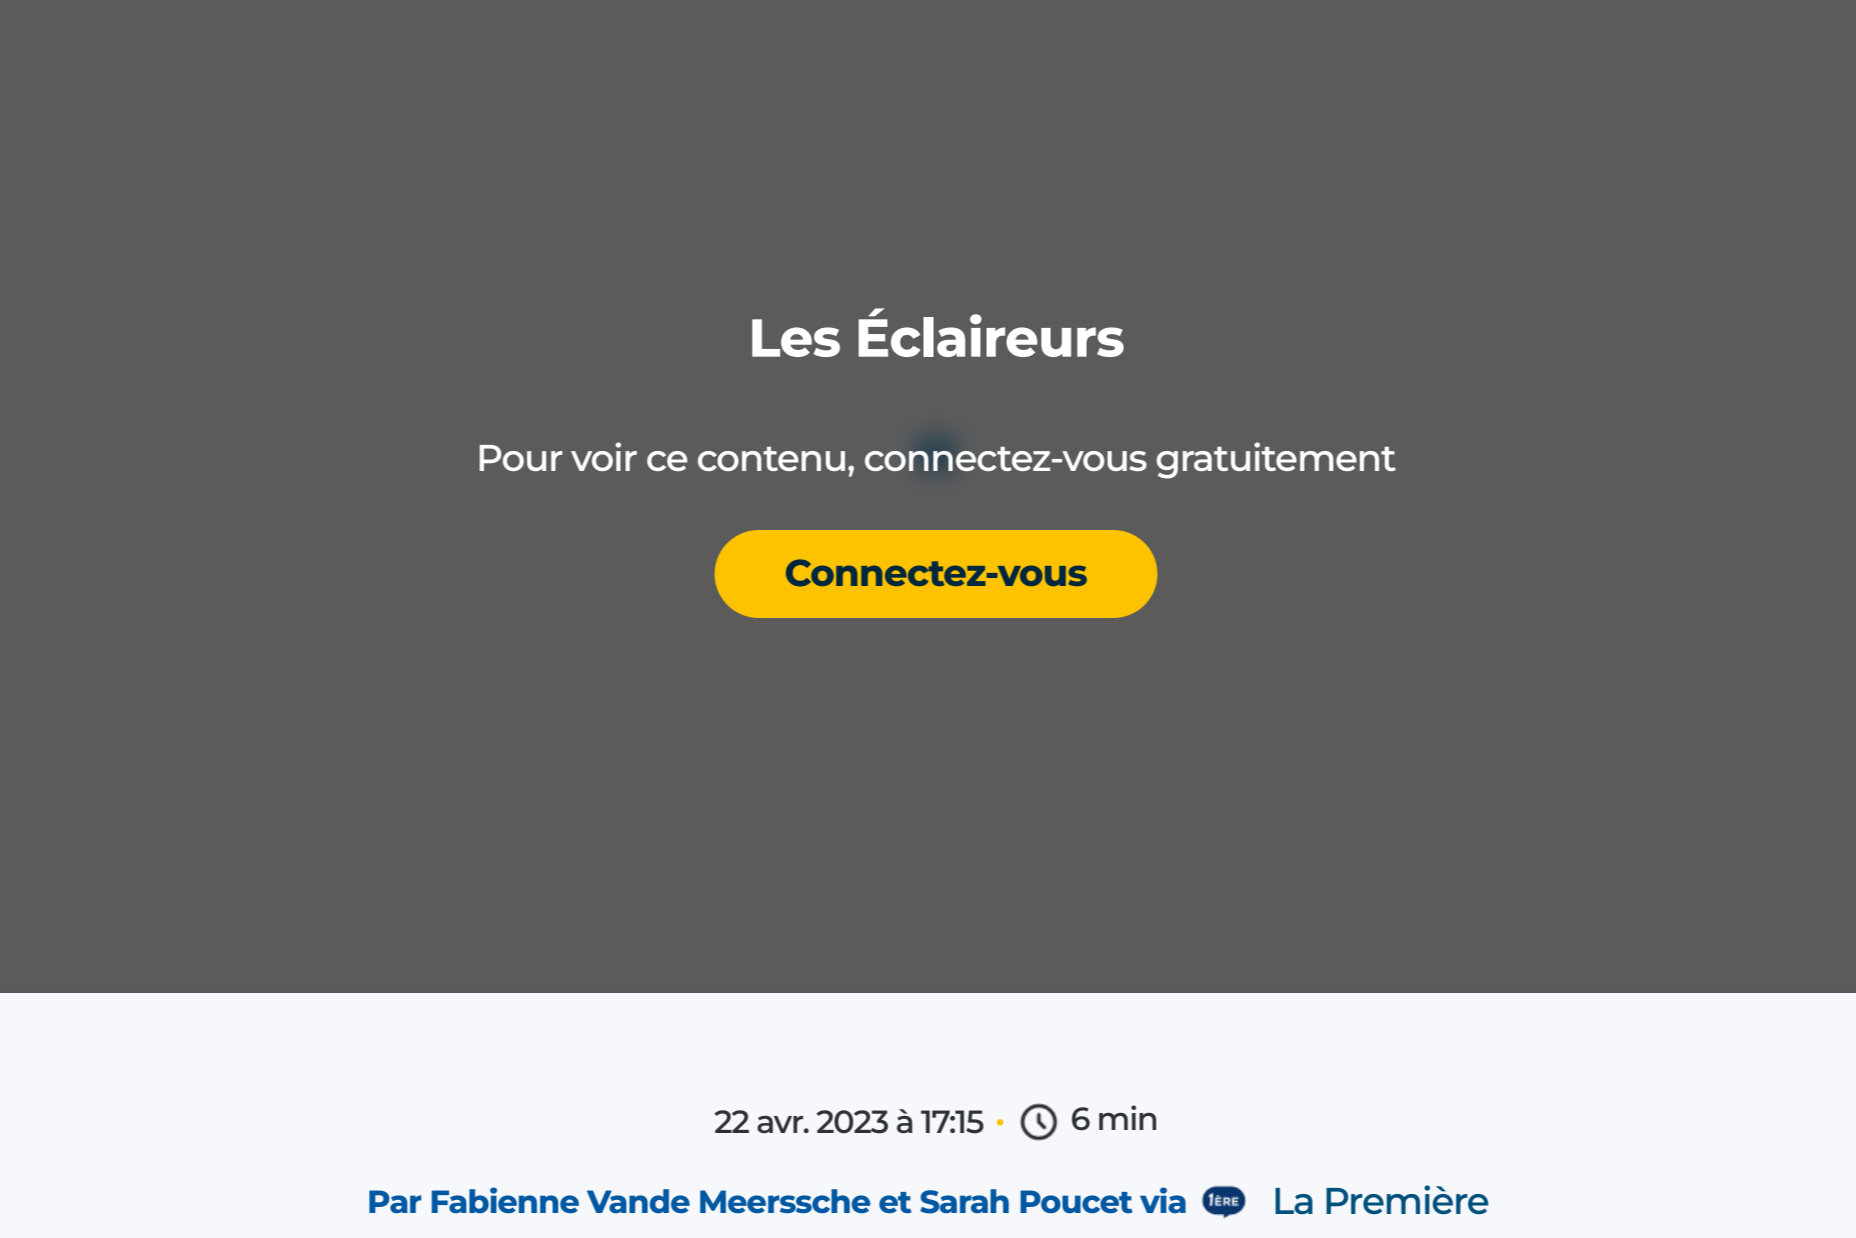 Les Éclaireurs
Pour voir ce contenu, connectez-vous gratuitement
Connectez-vous
22 avr. 2023 à 17:15 • 6 min
Par Fabienne Vande Meerssche et Sarah Poucet via 1ÈRE La Première